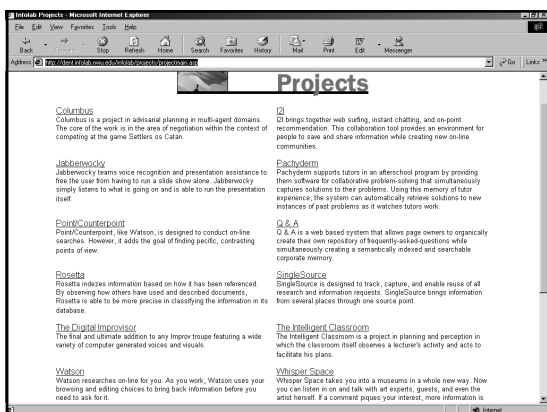 Infolab Projects - Microsoft Internet Explorer
File Edit View Favorites Tools Help
Back Forward Stop Refresh Home Search Favorites History Mail Print Edit Messenger
Address http://dent.infolab.nwu.edu/infolab/projects/projectmain.asp Go Links »
Projects
Columbus
Columbus is a project in advisarial planning in multi-agent domains.
The core of the work is in the area of negotiation within the context of
competing at the game Settlers os Catan.
I2I
I2I brings together web surfing, instant chatting, and on-point
recommendation. This collaboration tool provides an environment for
people to save and share information while creating new on-line
communities.
Jabberwocky
Jabberwocky teams voice recognition and presentation assistance to
free the user from having to run a slide show alone. Jabberwocky
simply listens to what is going on and is able to run the presentation
itself.
Pachyderm
Pachyderm supports tutors in an afterschool program by providing
them software for collaborative problem-solving that simultaneously
captures solutions to their problems. Using this memory of tutor
experience, the system can automatically retrieve solutions to new
instances of past problems as it watches tutors work.
Point/Counterpoint
Point/Counterpoint, like Watson, is designed to conduct on-line
searches. However, it adds the goal of finding pecific, contrasting
points of view.
Q & A
Q & A is a web based system that allows page owners to organically
create their own repository of frequently-asked-questions while
simultaneously creating a semantically indexed and searchable
corporate memory.
Rosetta
Rosetta indezes information based on how it has been referenced.
By observing how others have used and described documents,
Rosetta is able to be more precise in classifying the information in its
database.
SingleSource
SingleSource is designed to track, capture, and enable reuse of all
research and information requests. SingleSource brings information
from several places through one source point.
The Digital Improvisor
The final and ultimate addition to any Improv troupe featuring a wide
variety of computer generated voices and visuals.
The Intelligent Classroom
The Intelligent Classroom is a project in planning and perception in
which the classroom itself observes a lecturer's activity and acts to
facilitate his plans.
Watson
Watson researches on-line for you. As you work, Watson uses your
browsing and editing choices to bring back information before you
need to ask for it.
Whisper Space
Whisper Space takes you into a museums in a whole new way. Now
you can listen in on and talk with art experts, guests, and even the
artist herself. If a comment piques your interest, more information is
Internet